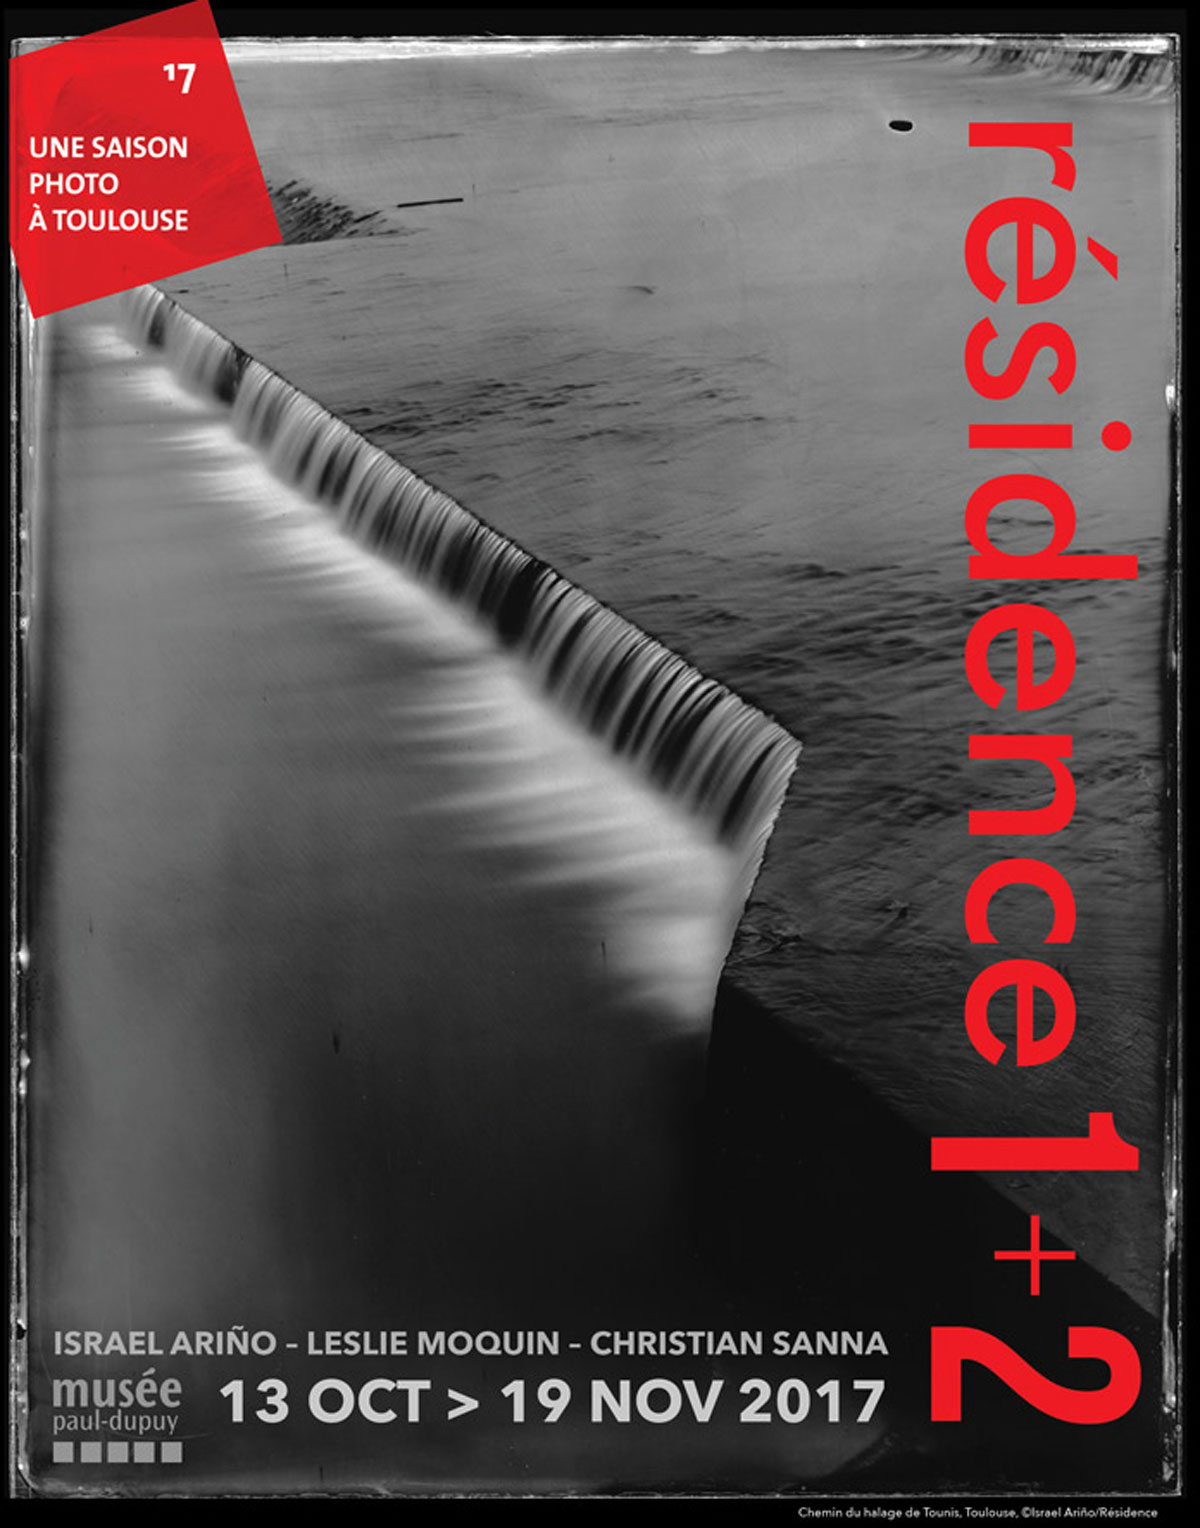 17
UNE SAISON
PHOTO
À TOULOUSE
résidence 1+2
ISRAEL ARIÑO – LESLIE MOQUIN – CHRISTIAN SANNA
musée
paul-dupuy
13 OCT > 19 NOV 2017
Chemin du halage de Tounis, Toulouse, ©Israel Ariño/Résidence